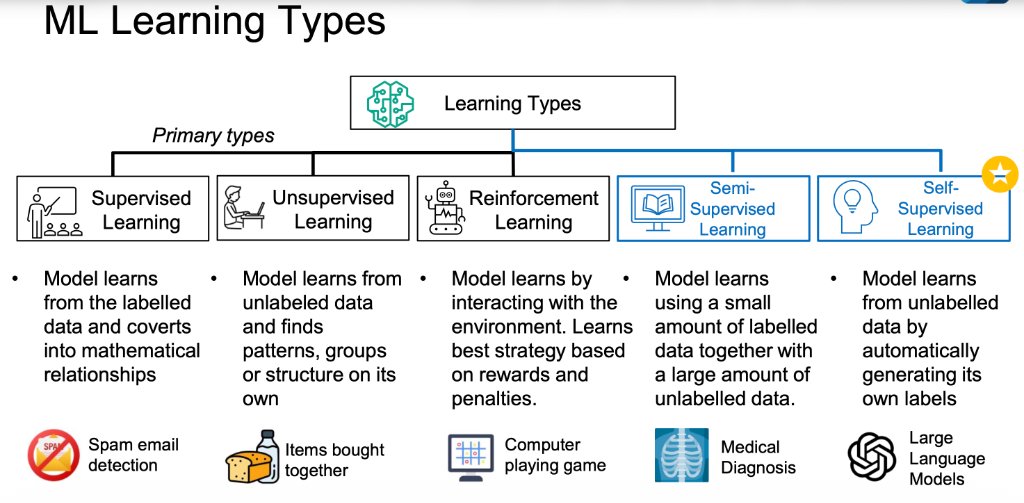 ML Learning Types
Learning Types
Primary types
Supervised
Learning
Unsupervised
Learning
Reinforcement
Learning
Semi-
Supervised
Learning
Self-
Supervised
Learning
• Model learns
from the labelled
data and coverts
into mathematical
relationships
• Model learns from
unlabeled data
and finds
patterns, groups
or structure on its
own
• Model learns by
interacting with the
environment. Learns
best strategy based
on rewards and
penalties.
• Model learns
using a small
amount of labelled
data together with
a large amount of
unlabelled data.
• Model learns
from unlabelled
data by
automatically
generating its
own labels
SPAM
Spam email
detection
Items bought
together
Computer
playing game
Medical
Diagnosis
Large
Language
Models